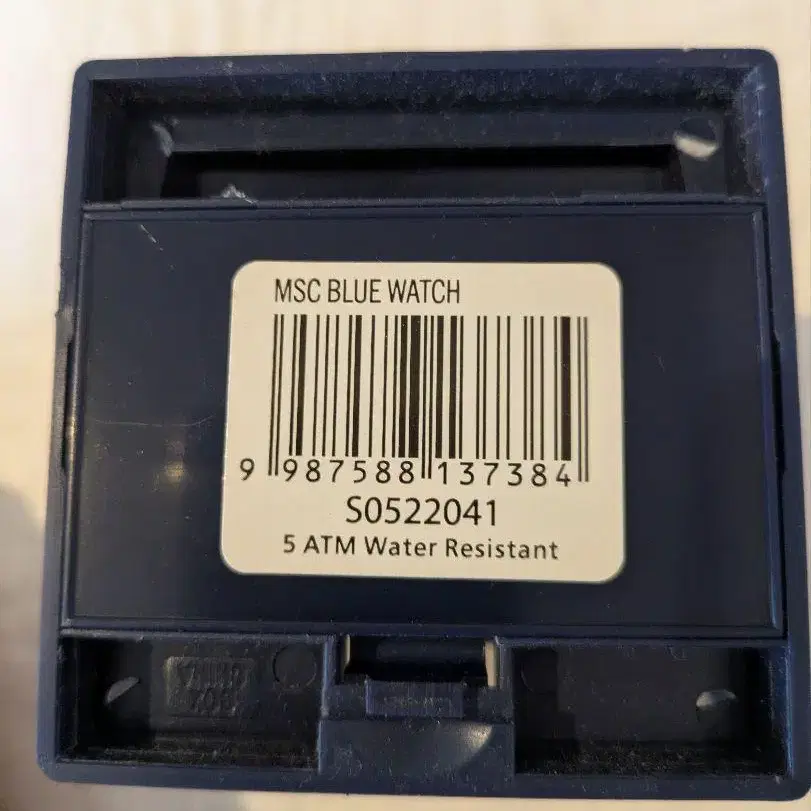 MSC BLUE WATCH
9 987588 137384
S0522041
5 ATM Water Resistant